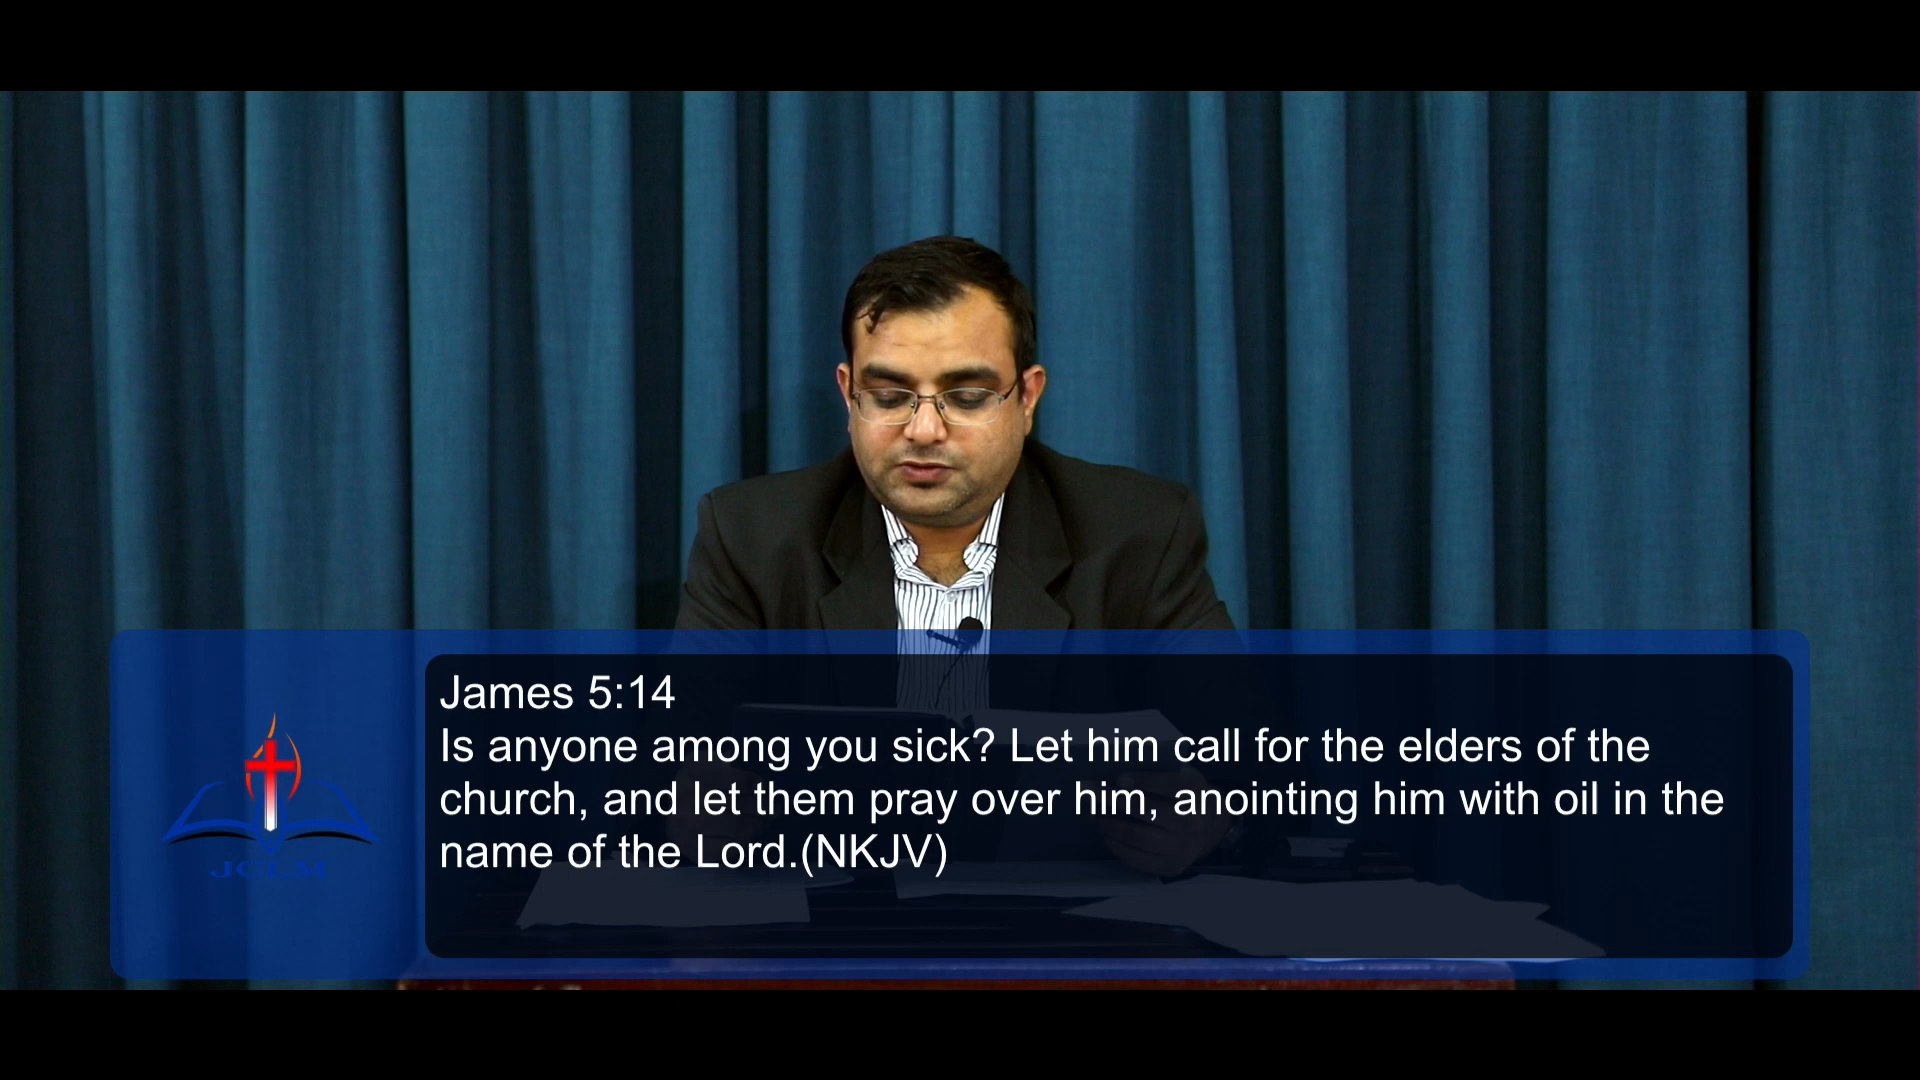 James 5:14
Is anyone among you sick? Let him call for the elders of the
church, and let them pray over him, anointing him with oil in the
name of the Lord.(NKJV)
JCLM